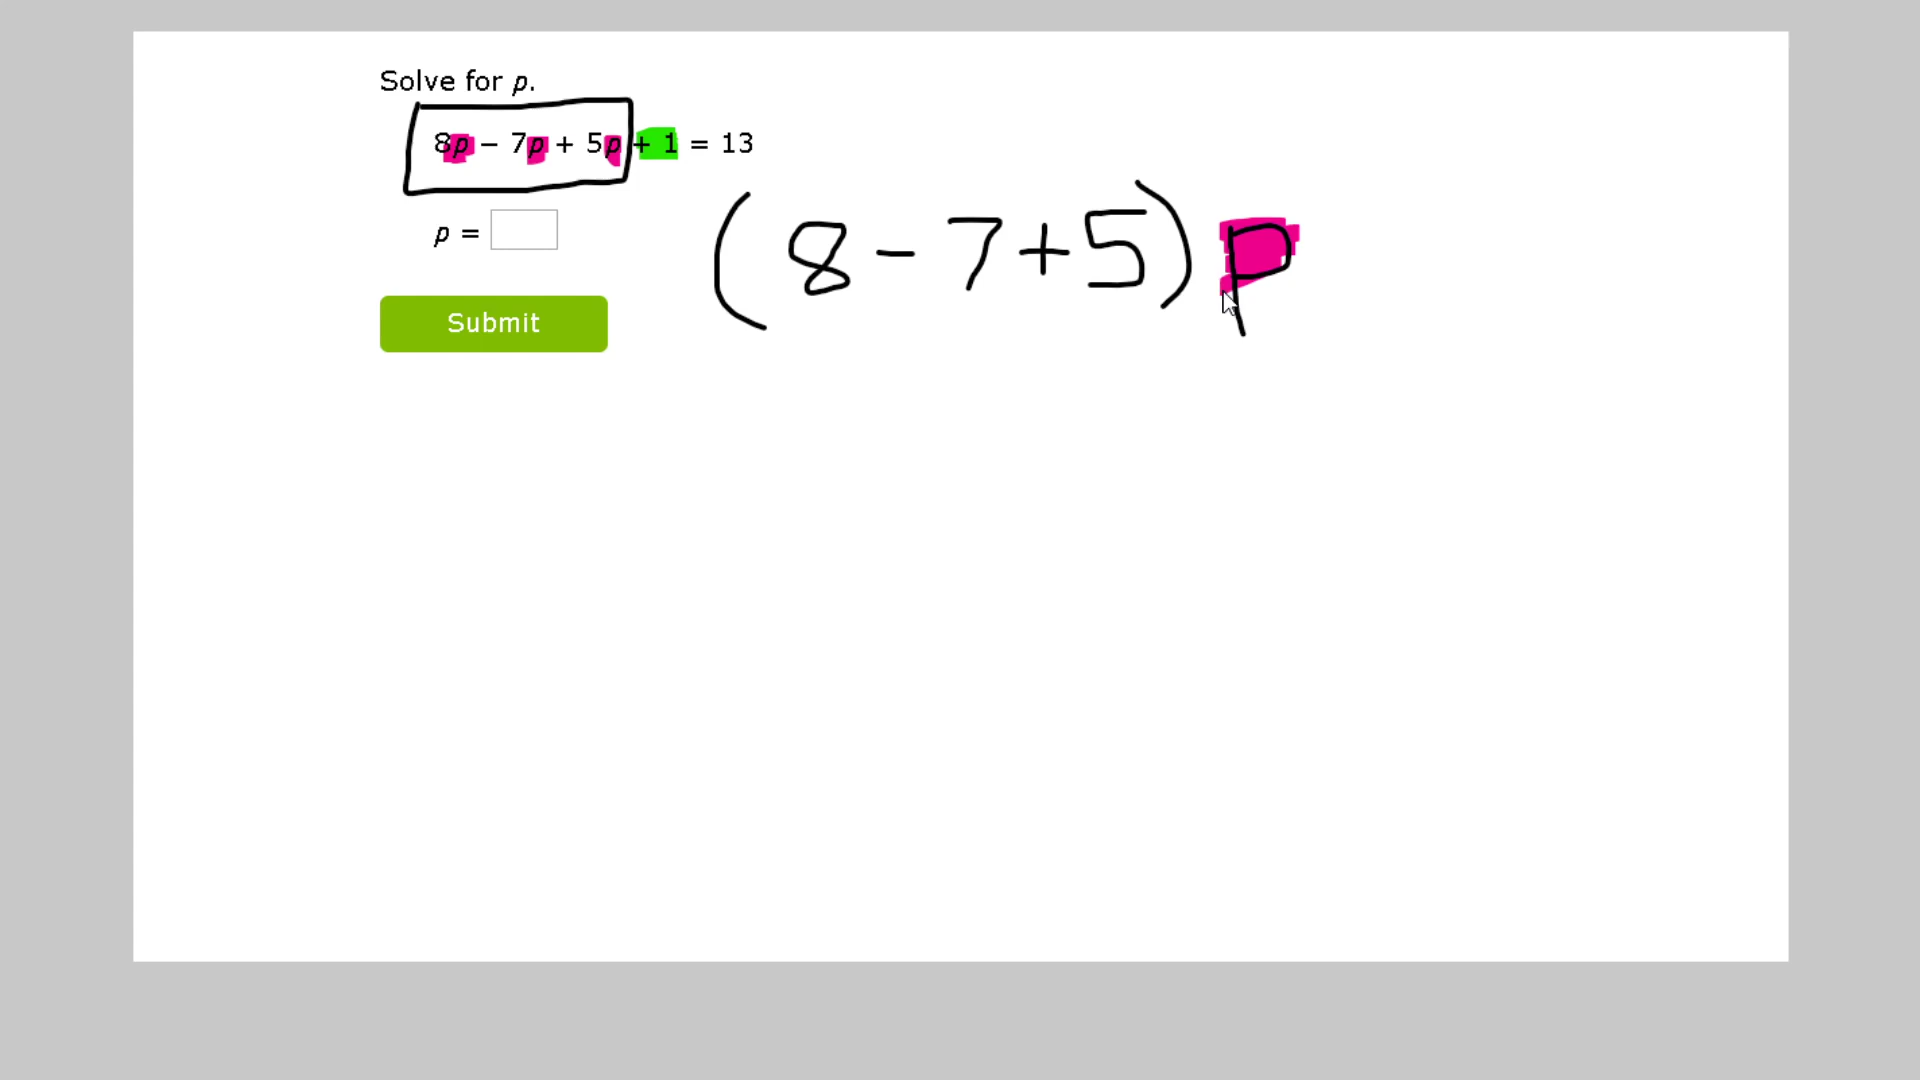 Solve for p.
8p − 7p + 5p + 1 = 13
p =
(8 − 7 + 5) p
Submit